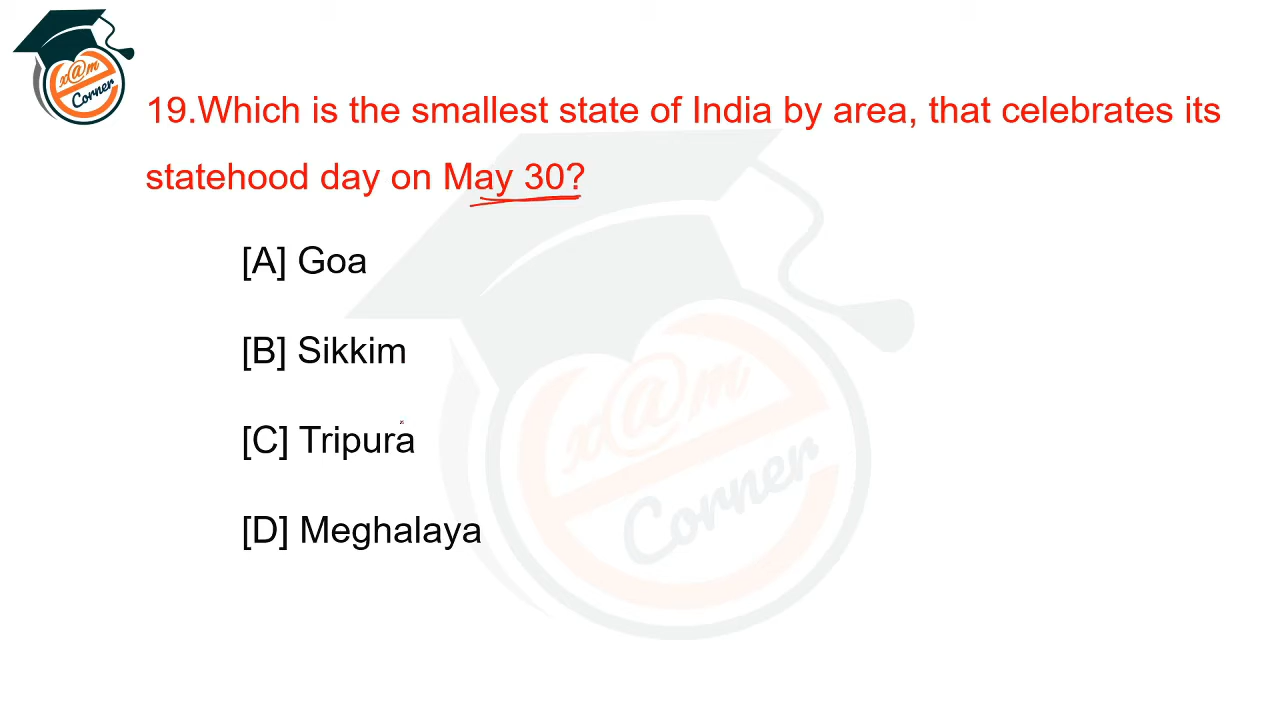 x@m
Corner
19.Which is the smallest state of India by area, that celebrates its
statehood day on May 30?
[A] Goa
[B] Sikkim
[C] Tripura
[D] Meghalaya
x@m
Corner